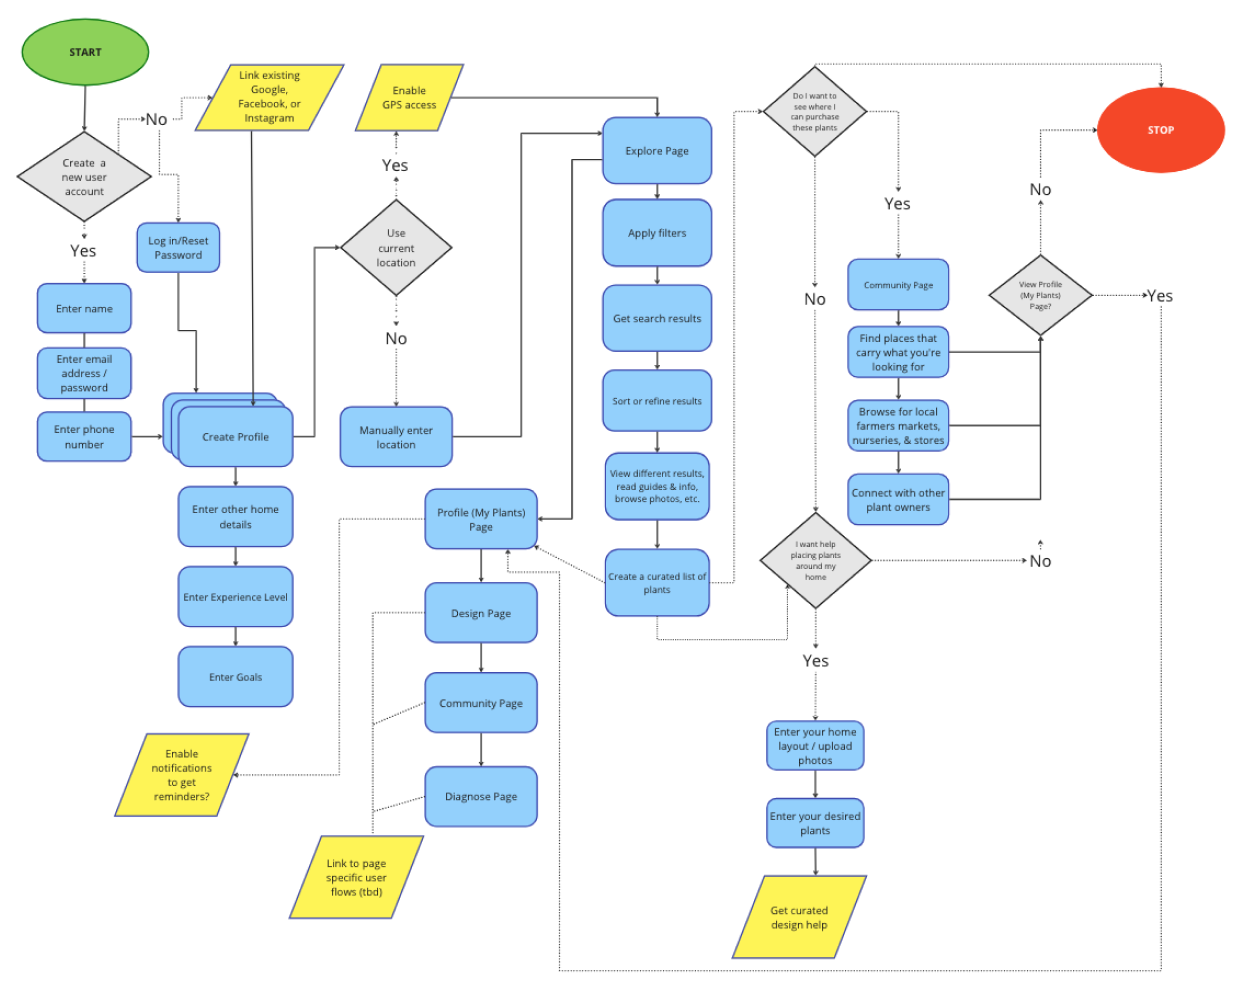 START
Create a
new user
account
No
Link existing
Google,
Facebook, or
Instagram
Yes
Log in/Reset
Password
Enter name
Enter email
address /
password
Enter phone
number
Create Profile
Enter other home
details
Enter Experience Level
Enter Goals
Enable
notifications
to get
reminders?
Enable
GPS access
Yes
Use
current
location
No
Manually enter
location
Profile (My Plants)
Page
Design Page
Community Page
Diagnose Page
Link to page
specific user
flows (tbd)
Explore Page
Apply filters
Get search results
Sort or refine results
View different results,
read guides & info,
browse photos, etc.
Create a curated list of
plants
Do I want to
see where I
can purchase
these plants
Yes
No
Community Page
Find places that
carry what you're
looking for
Browse for local
farmers markets,
nurseries, & stores
Connect with other
plant owners
I want help
placing plants
around my
home
No
Yes
Enter your home
layout / upload
photos
Enter your desired
plants
Get curated
design help
View Profile
(My Plants)
Page?
No
Yes
STOP